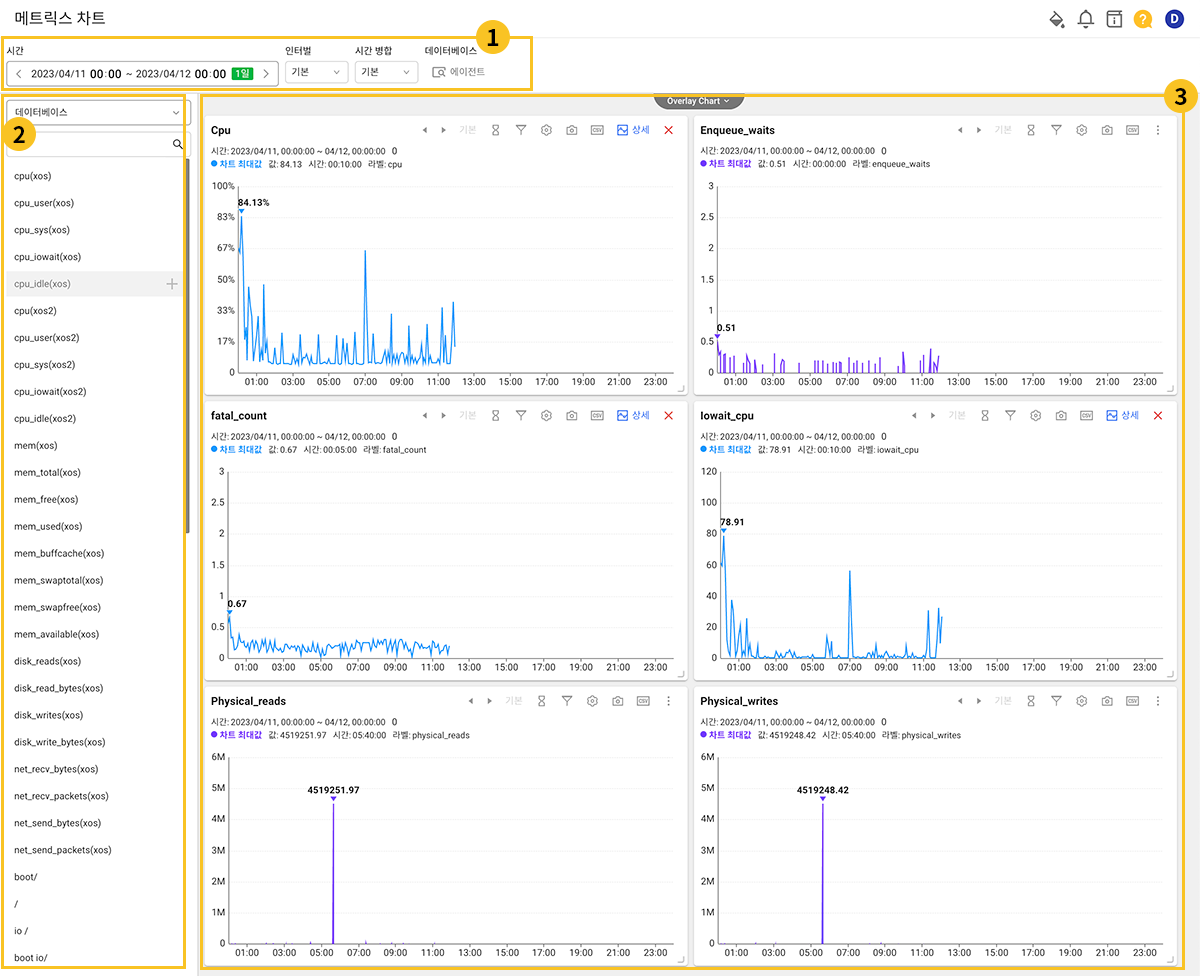 메트릭스 차트
D
1
시간
인터벌
시간 병합
데이터베이스
2023/04/11 00:00 ~ 2023/04/12 00:00 1일
기본
기본
에이전트
2
데이터베이스
cpu(xos)
cpu_user(xos)
cpu_sys(xos)
cpu_iowait(xos)
cpu_idle(xos)
cpu(xos2)
cpu_user(xos2)
cpu_sys(xos2)
cpu_iowait(xos2)
cpu_idle(xos2)
mem(xos)
mem_total(xos)
mem_free(xos)
mem_used(xos)
mem_buffcache(xos)
mem_swaptotal(xos)
mem_swapfree(xos)
mem_available(xos)
disk_reads(xos)
disk_read_bytes(xos)
disk_writes(xos)
disk_write_bytes(xos)
net_recv_bytes(xos)
net_recv_packets(xos)
net_send_bytes(xos)
net_send_packets(xos)
boot/
/
io /
boot io/
3
Overlay Chart
Cpu
기본 CSV 상세
시간: 2023/04/11, 00:00:00 ~ 04/12, 00:00:00 0
차트 최대값 값: 84.13 시간: 00:10:00 라벨: cpu
100%
84.13%
83%
67%
50%
33%
17%
0
01:00 03:00 05:00 07:00 09:00 11:00 13:00 15:00 17:00 19:00 21:00 23:00
Enqueue_waits
기본 CSV
시간: 2023/04/11, 00:00:00 ~ 04/12, 00:00:00 0
차트 최대값 값: 0.51 시간: 00:00:00 라벨: enqueue_waits
3
2.5
2
1.5
1
0.51
0.5
0
01:00 03:00 05:00 07:00 09:00 11:00 13:00 15:00 17:00 19:00 21:00 23:00
fatal_count
기본 CSV 상세
시간: 2023/04/11, 00:00:00 ~ 04/12, 00:00:00 0
차트 최대값 값: 0.67 시간: 00:05:00 라벨: fatal_count
3
2.5
2
1.5
1
0.67
0.5
0
01:00 03:00 05:00 07:00 09:00 11:00 13:00 15:00 17:00 19:00 21:00 23:00
Iowait_cpu
기본 CSV 상세
시간: 2023/04/11, 00:00:00 ~ 04/12, 00:00:00 0
차트 최대값 값: 78.91 시간: 00:10:00 라벨: iowait_cpu
120
100
78.91
80
60
40
20
0
01:00 03:00 05:00 07:00 09:00 11:00 13:00 15:00 17:00 19:00 21:00 23:00
Physical_reads
기본 CSV
시간: 2023/04/11, 00:00:00 ~ 04/12, 00:00:00 0
차트 최대값 값: 4519251.97 시간: 05:40:00 라벨: physical_reads
6M
5M
4519251.97
4M
3M
2M
1M
0
01:00 03:00 05:00 07:00 09:00 11:00 13:00 15:00 17:00 19:00 21:00 23:00
Physical_writes
기본 CSV
시간: 2023/04/11, 00:00:00 ~ 04/12, 00:00:00 0
차트 최대값 값: 4519248.42 시간: 05:40:00 라벨: physical_writes
6M
5M
4519248.42
4M
3M
2M
1M
0
01:00 03:00 05:00 07:00 09:00 11:00 13:00 15:00 17:00 19:00 21:00 23:00